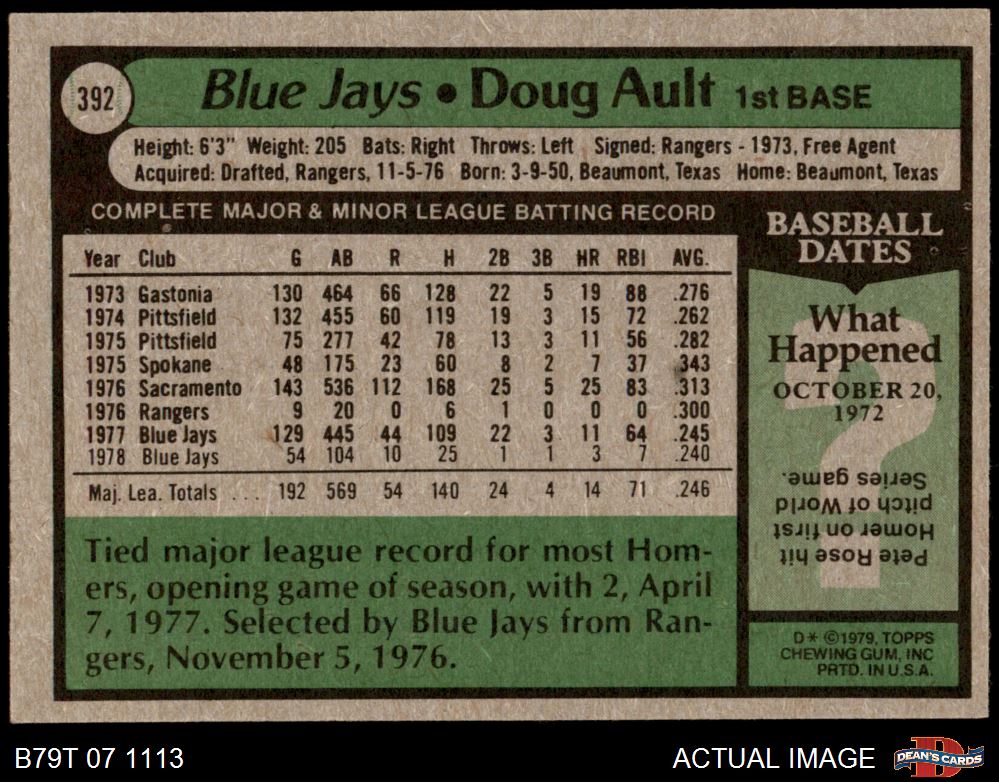 392
Blue Jays • Doug Ault 1st BASE
Height: 6'3" Weight: 205 Bats: Right Throws: Left Signed: Rangers - 1973, Free Agent
Acquired: Drafted, Rangers, 11-5-76 Born: 3-9-50, Beaumont, Texas Home: Beaumont, Texas
COMPLETE MAJOR & MINOR LEAGUE BATTING RECORD
Year Club G AB R H 2B 3B HR RBI AVG.
1973 Gastonia 130 464 66 128 22 5 19 88 .276
1974 Pittsfield 132 455 60 119 19 3 15 72 .262
1975 Pittsfield 75 277 42 78 13 3 11 56 .282
1975 Spokane 48 175 23 60 8 2 7 37 .343
1976 Sacramento 143 536 112 168 25 5 25 83 .313
1976 Rangers 9 20 0 6 1 0 0 0 .300
1977 Blue Jays 129 445 44 109 22 3 11 64 .245
1978 Blue Jays 54 104 10 25 1 1 3 7 .240
Maj. Lea. Totals ... 192 569 54 140 24 4 14 71 .246
Tied major league record for most Hom-
ers, opening game of season, with 2, April
7, 1977. Selected by Blue Jays from Ran-
gers, November 5, 1976.
BASEBALL
DATES
What
Happened
OCTOBER 20,
1972
?
Pete Rose hit
Homer on first
pitch of World
Series game.
D* ©1979, TOPPS
CHEWING GUM, INC
PRTD. IN U.S.A.
B79T 07 1113
ACTUAL IMAGE
D
DEAN'S CARDS